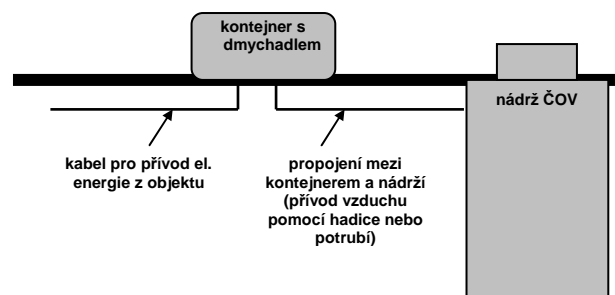 kontejner s
dmychadlem
nádrž ČOV
kabel pro přívod el.
energie z objektu
propojení mezi
kontejnerem a nádrží
(přívod vzduchu
pomocí hadice nebo
potrubí)